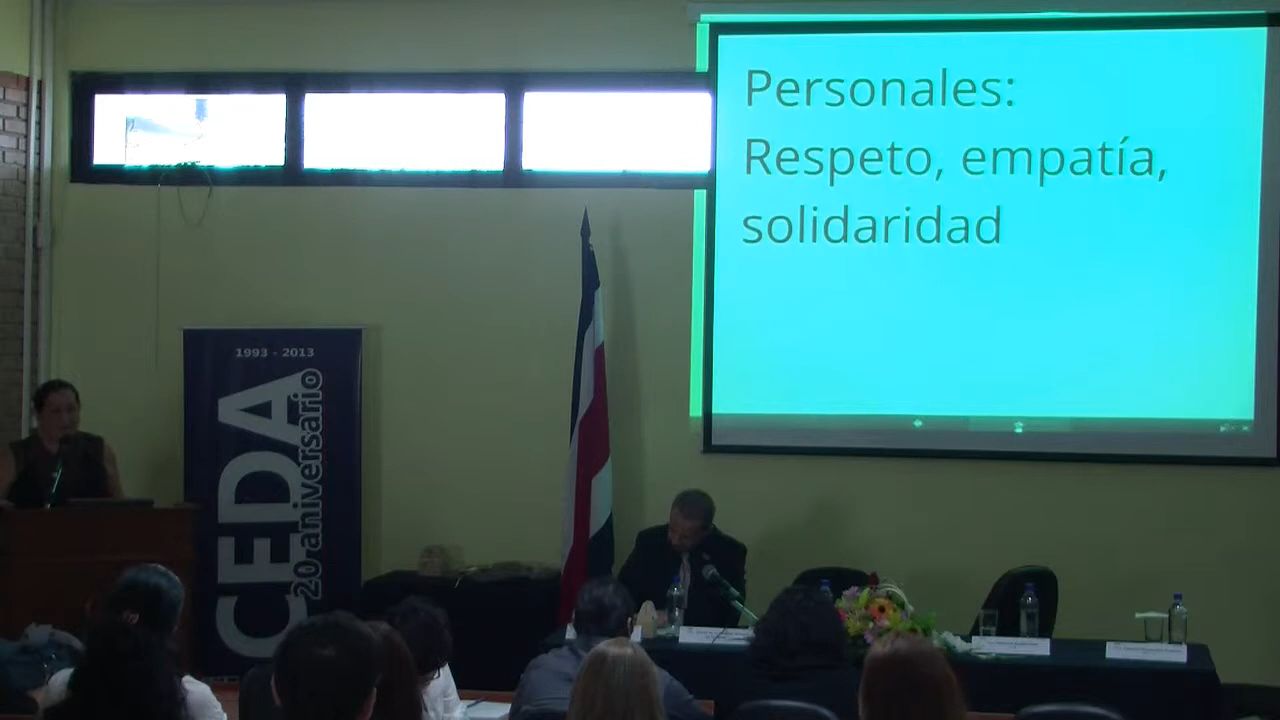 Personales:
Respeto, empatía,
solidaridad
1993 - 2013
CEDA
20 aniversario